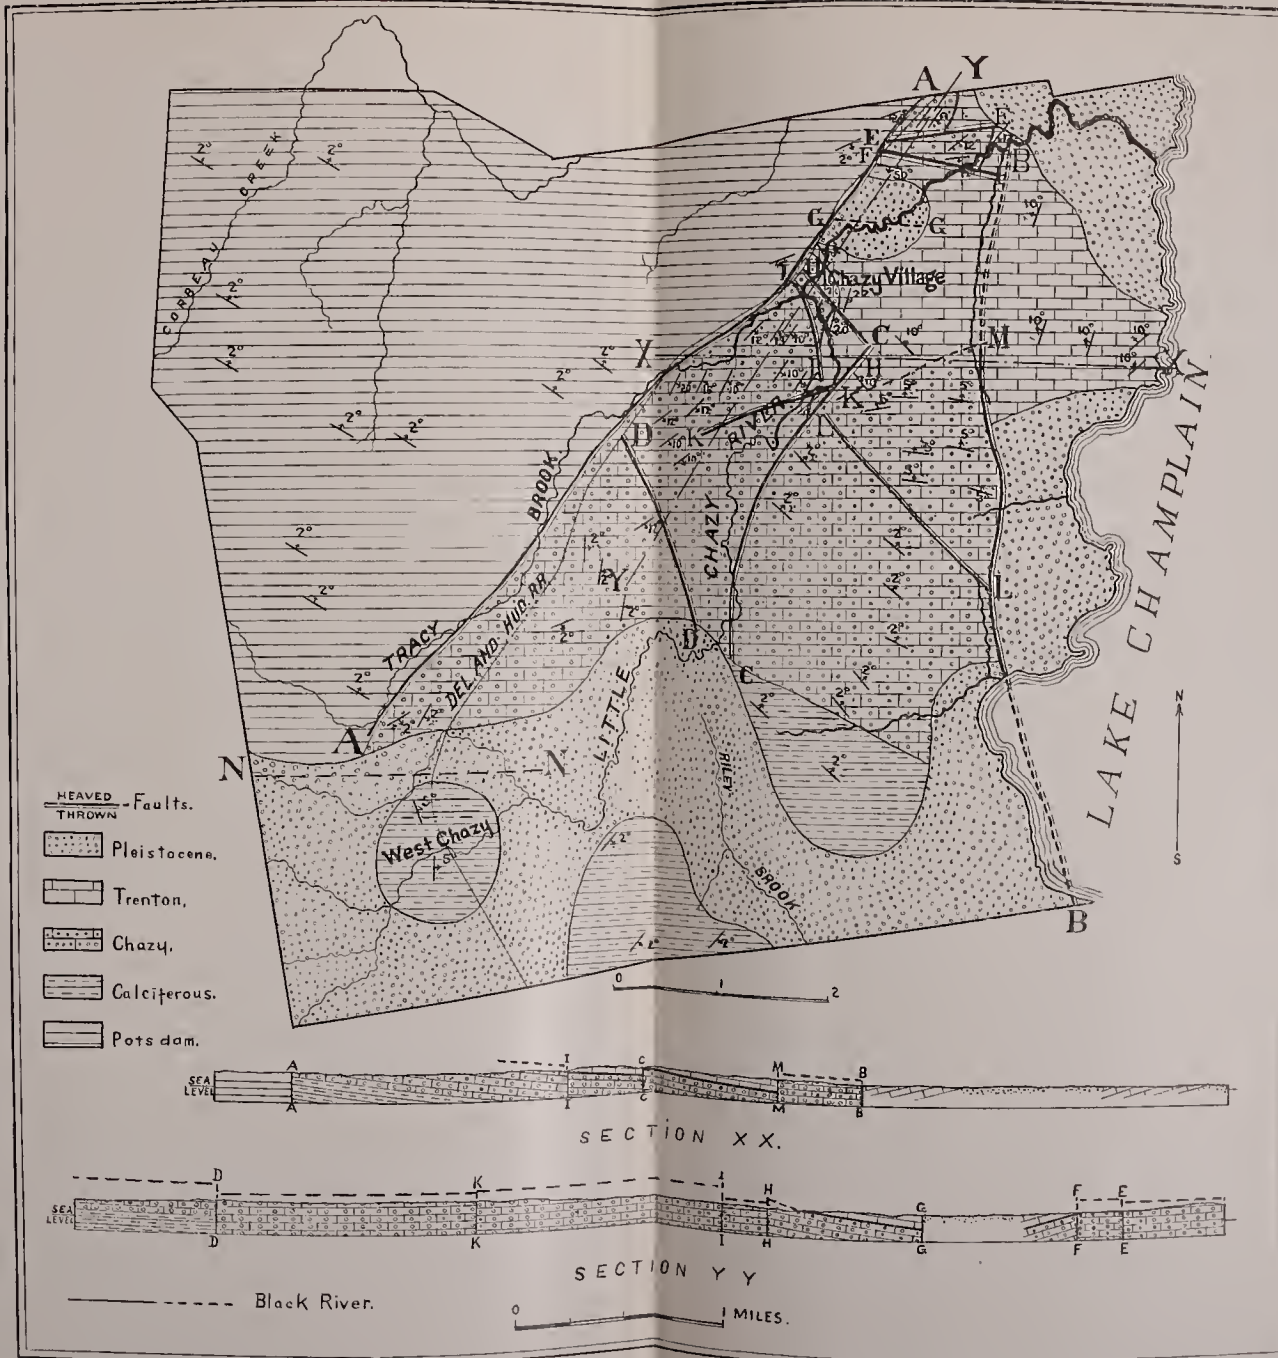 A Y
E E
F B
G G
CORBEAU CREEK
I H
Chazy Village
X C M
H
K
K RIVER
D
BROOK
CHAZY
Y
L
TRACY
DEL AND HUD RR.
D
C
LITTLE
A
N N
RILEY
BROOK
West Chazy
LAKE CHAMPLAIN
B
N
S
HEAVED
THROWN
- Faults.
Pleistocene.
Trenton,
Chazy.
Calciferous.
Potsdam.
0 1 2
A I C M B
SEA
LEVEL
A I C M B
SECTION XX.
D K I H G F E
SEA
LEVEL
D K I H G F E
SECTION YY
Black River.
0 1 MILES.